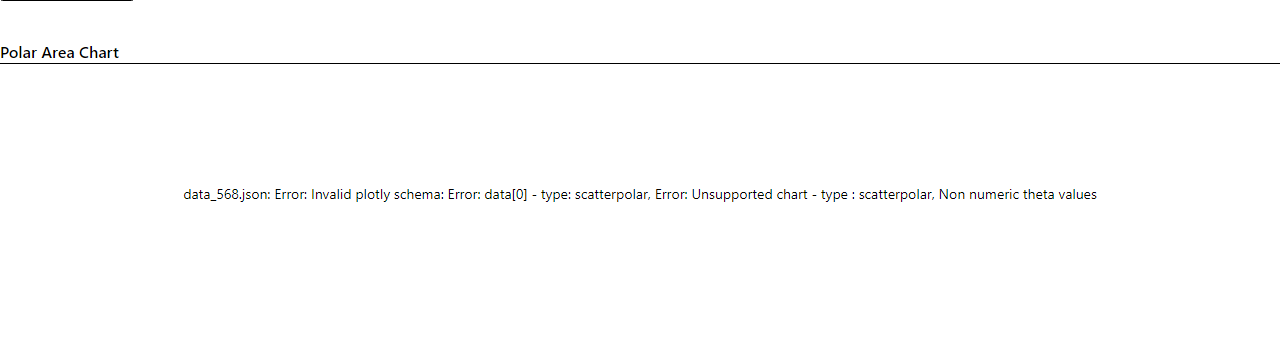 Polar Area Chart
data_568.json: Error: Invalid plotly schema: Error: data[0] - type: scatterpolar, Error: Unsupported chart - type : scatterpolar, Non numeric theta values